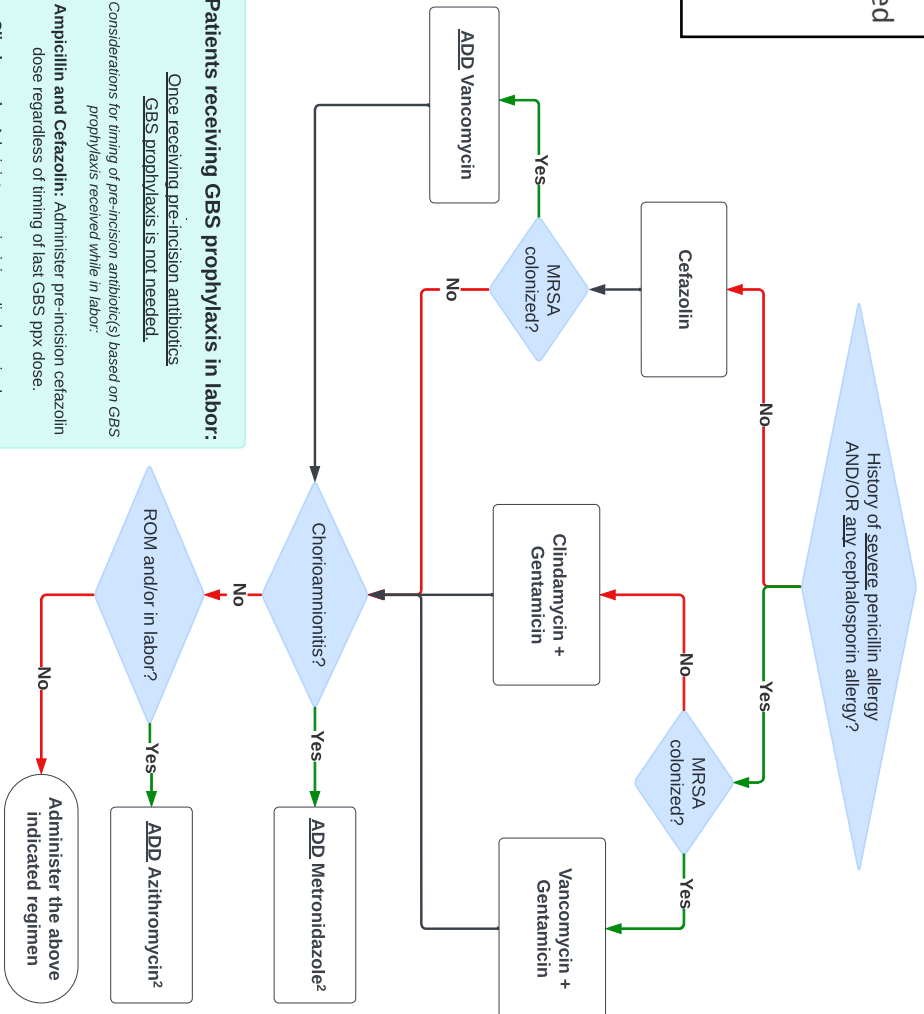 ed
History of severe penicillin allergy
AND/OR any cephalosporin allergy?
No
Yes
Cefazolin
MRSA
colonized?
MRSA
colonized?
Yes
No
No
Yes
ADD Vancomycin
Clindamycin +
Gentamicin
Vancomycin +
Gentamicin
Chorioamnionitis?
Yes
ADD Metronidazole²
No
ROM and/or in labor?
Yes
ADD Azithromycin²
No
Administer the above
indicated regimen
Patients receiving GBS prophylaxis in labor:
Once receiving pre-incision antibiotics
GBS prophylaxis is not needed.
Considerations for timing of pre-incision antibiotic(s) based on GBS
prophylaxis received while in labor:
Ampicillin and Cefazolin: Administer pre-incision cefazolin
dose regardless of timing of last GBS ppx dose.